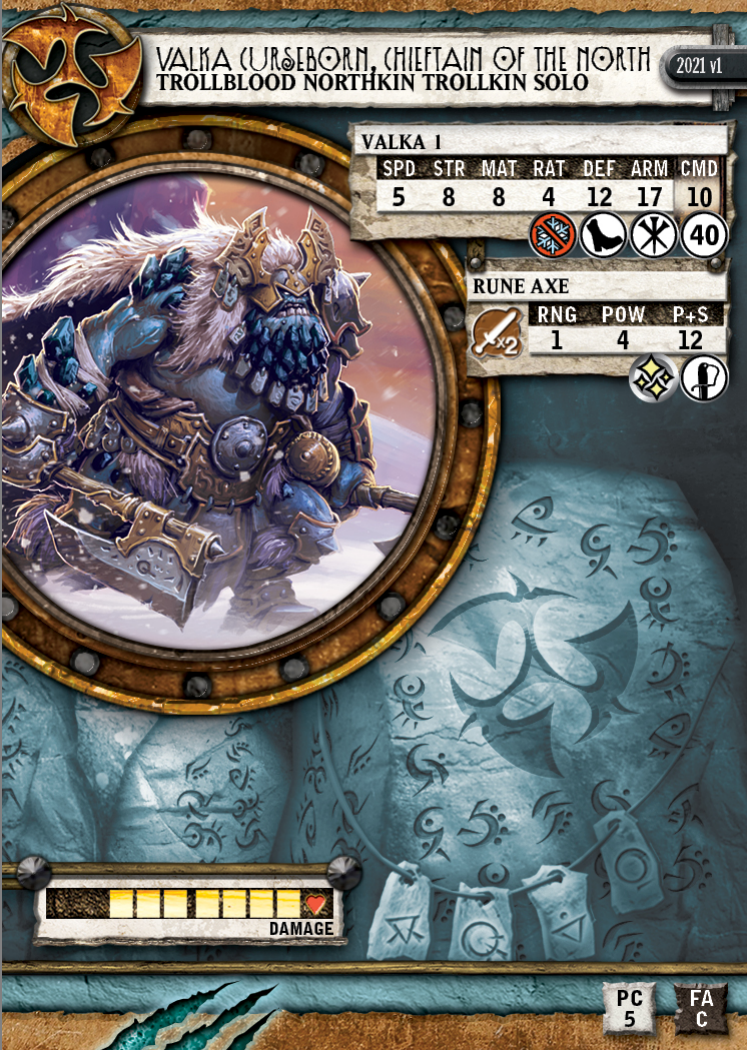 VALKA CURSEBORN, CHIEFTAIN OF THE NORTH
TROLLBLOOD NORTHKIN TROLLKIN SOLO
2021 v1
VALKA 1
SPD STR MAT RAT DEF ARM CMD
5 8 8 4 12 17 10
40
RUNE AXE
RNG POW P+S
x2 1 4 12
DAMAGE
PC
5
FA
C